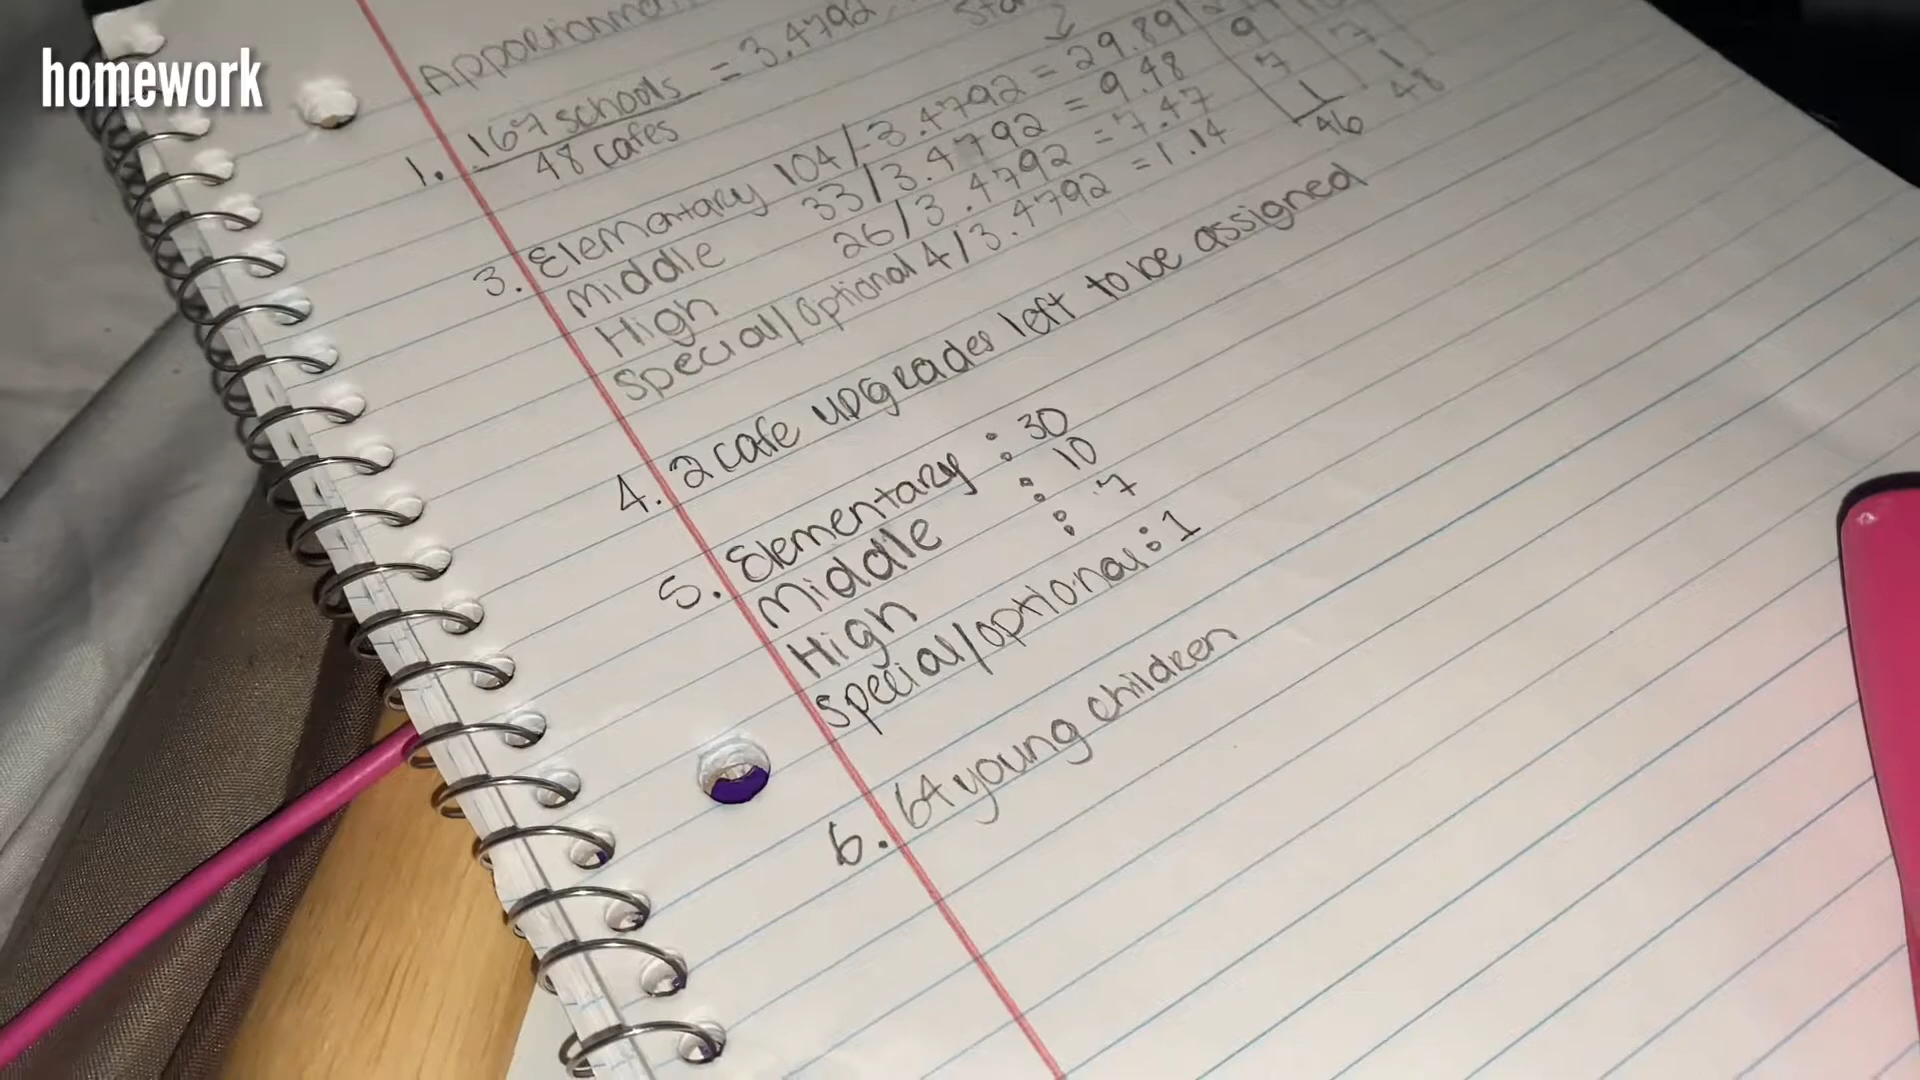 homework
Apportionm
1. 167 schools / 48 cafes = 3.4792
3. Elementary 104/3.4792 = 29.89
Middle 33/3.4792 = 9.48 9
High 26/3.4792 = 7.47 7 7
special/optional 4/3.4792 = 1.14 1 1
46 48
4. 2 cafe upgrades left to be assigned
5. Elementary : 30
Middle : 10
High : 7
special/optional : 1
6. 64 young children